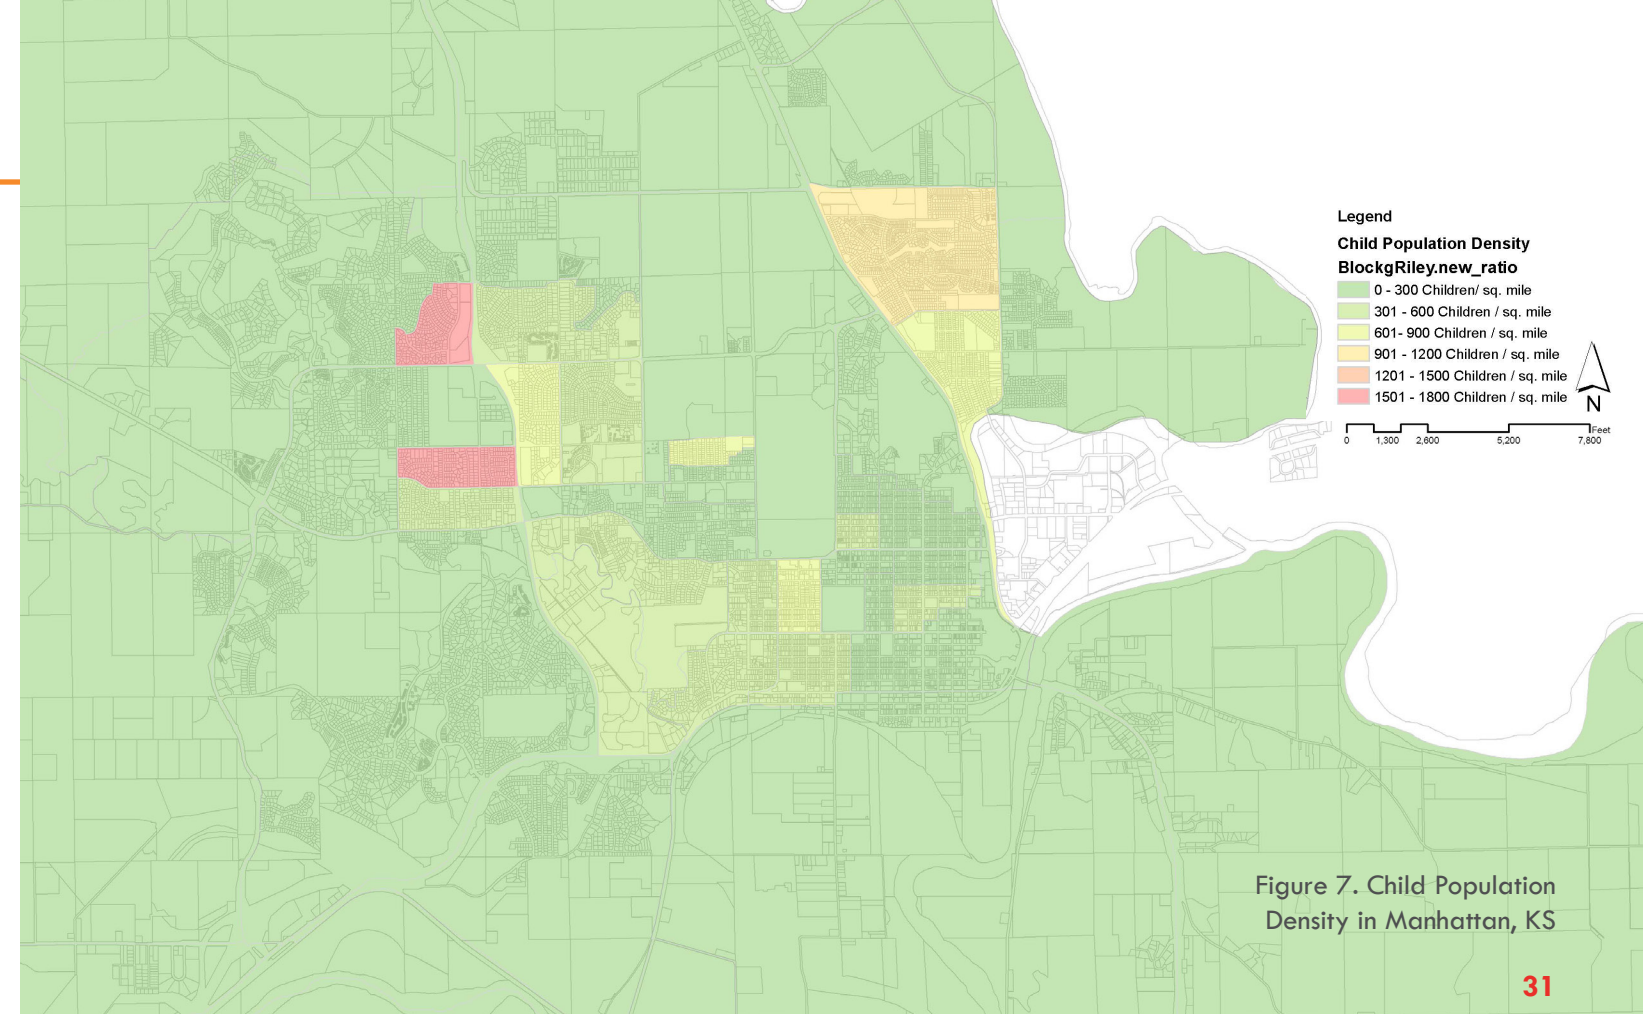 Legend
Child Population Density
BlockgRiley.new_ratio
0 - 300 Children/ sq. mile
301 - 600 Children / sq. mile
601- 900 Children / sq. mile
901 - 1200 Children / sq. mile
1201 - 1500 Children / sq. mile
1501 - 1800 Children / sq. mile
N
Feet
0 1,300 2,600 5,200 7,800
Figure 7. Child Population
Density in Manhattan, KS
31